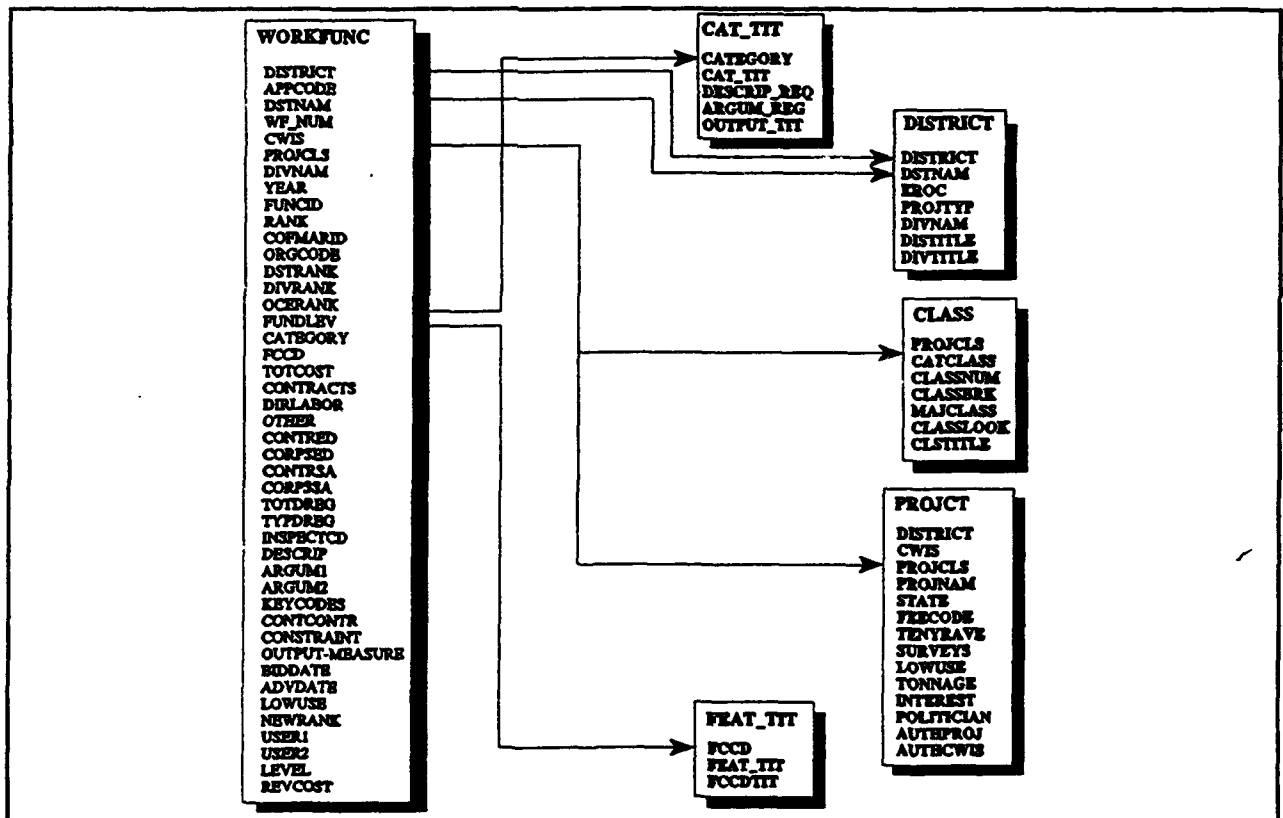 WORKFUNC
DISTRICT
APPCODE
DSTNAM
WF_NUM
CWIS
PROJCLS
DIVNAM
YEAR
FUNCID
RANK
COFMARID
ORGCODE
DSTRANK
DIVRANK
OCERANK
FUNDLEV
CATEGORY
FCCD
TOTCOST
CONTRACTS
DIRLABOR
OTHER
CONTRED
CORPSED
CONTRSA
CORPSSA
TOTDREG
TYPDREG
INSPECTCD
DESCRIP
ARGUM1
ARGUM2
KEYCODES
CONTCONTR
CONSTRAINT
OUTPUT-MEASURE
BIDDATE
ADVDATE
LOWUSE
NEWRANK
USER1
USER2
LEVEL
REVCOST
CAT_TIT
CATEGORY
CAT_TIT
DESCRIP_REQ
ARGUM_REG
OUTPUT_TIT
DISTRICT
DISTRICT
DSTNAM
EROC
PROJTYP
DIVNAM
DISTITLE
DIVTITLE
CLASS
PROJCLS
CATCLASS
CLASSNUM
CLASSBRK
MAJCLASS
CLASSLOOK
CLSTITLE
PROJCT
DISTRICT
CWIS
PROJCLS
PROJNAM
STATE
FEECODE
TENYRAVE
SURVEYS
LOWUSE
TONNAGE
INTEREST
POLITICIAN
AUTHPROJ
AUTHCWIS
FEAT_TIT
FCCD
FEAT_TIT
FCCDTIT